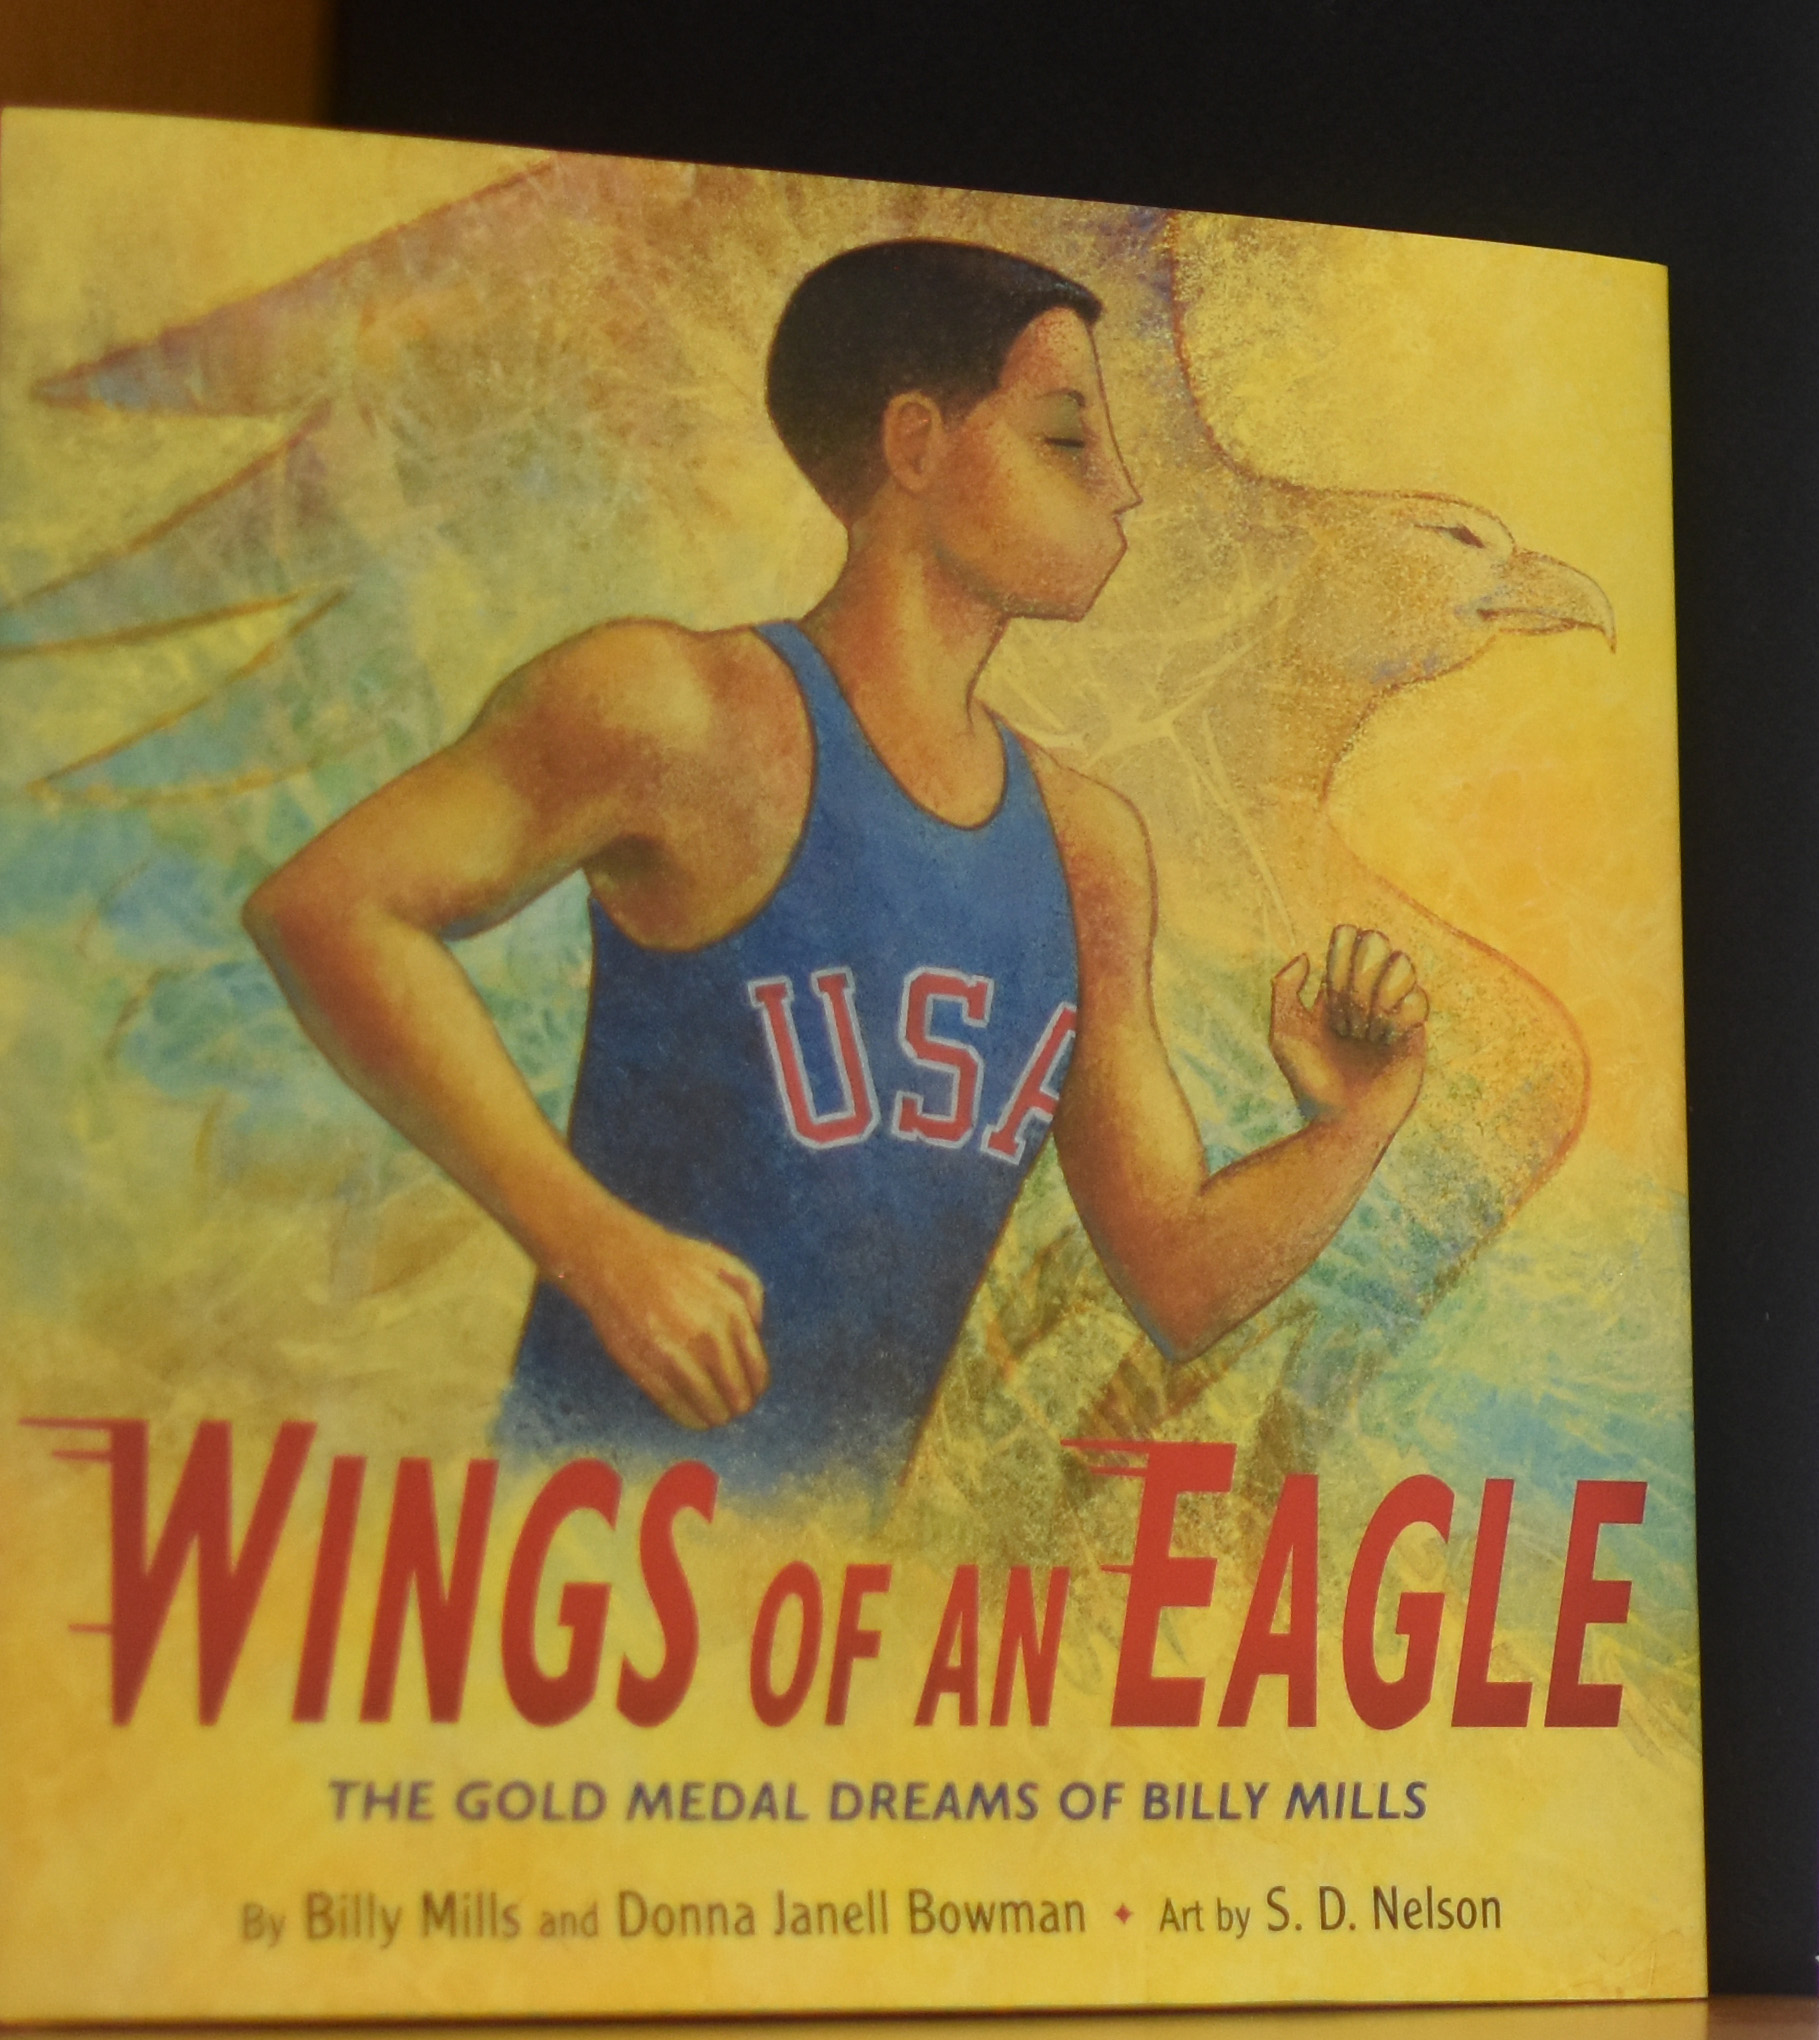 USA
WINGS OF AN EAGLE
THE GOLD MEDAL DREAMS OF BILLY MILLS
By Billy Mills and Donna Janell Bowman ♦ Art by S. D. Nelson